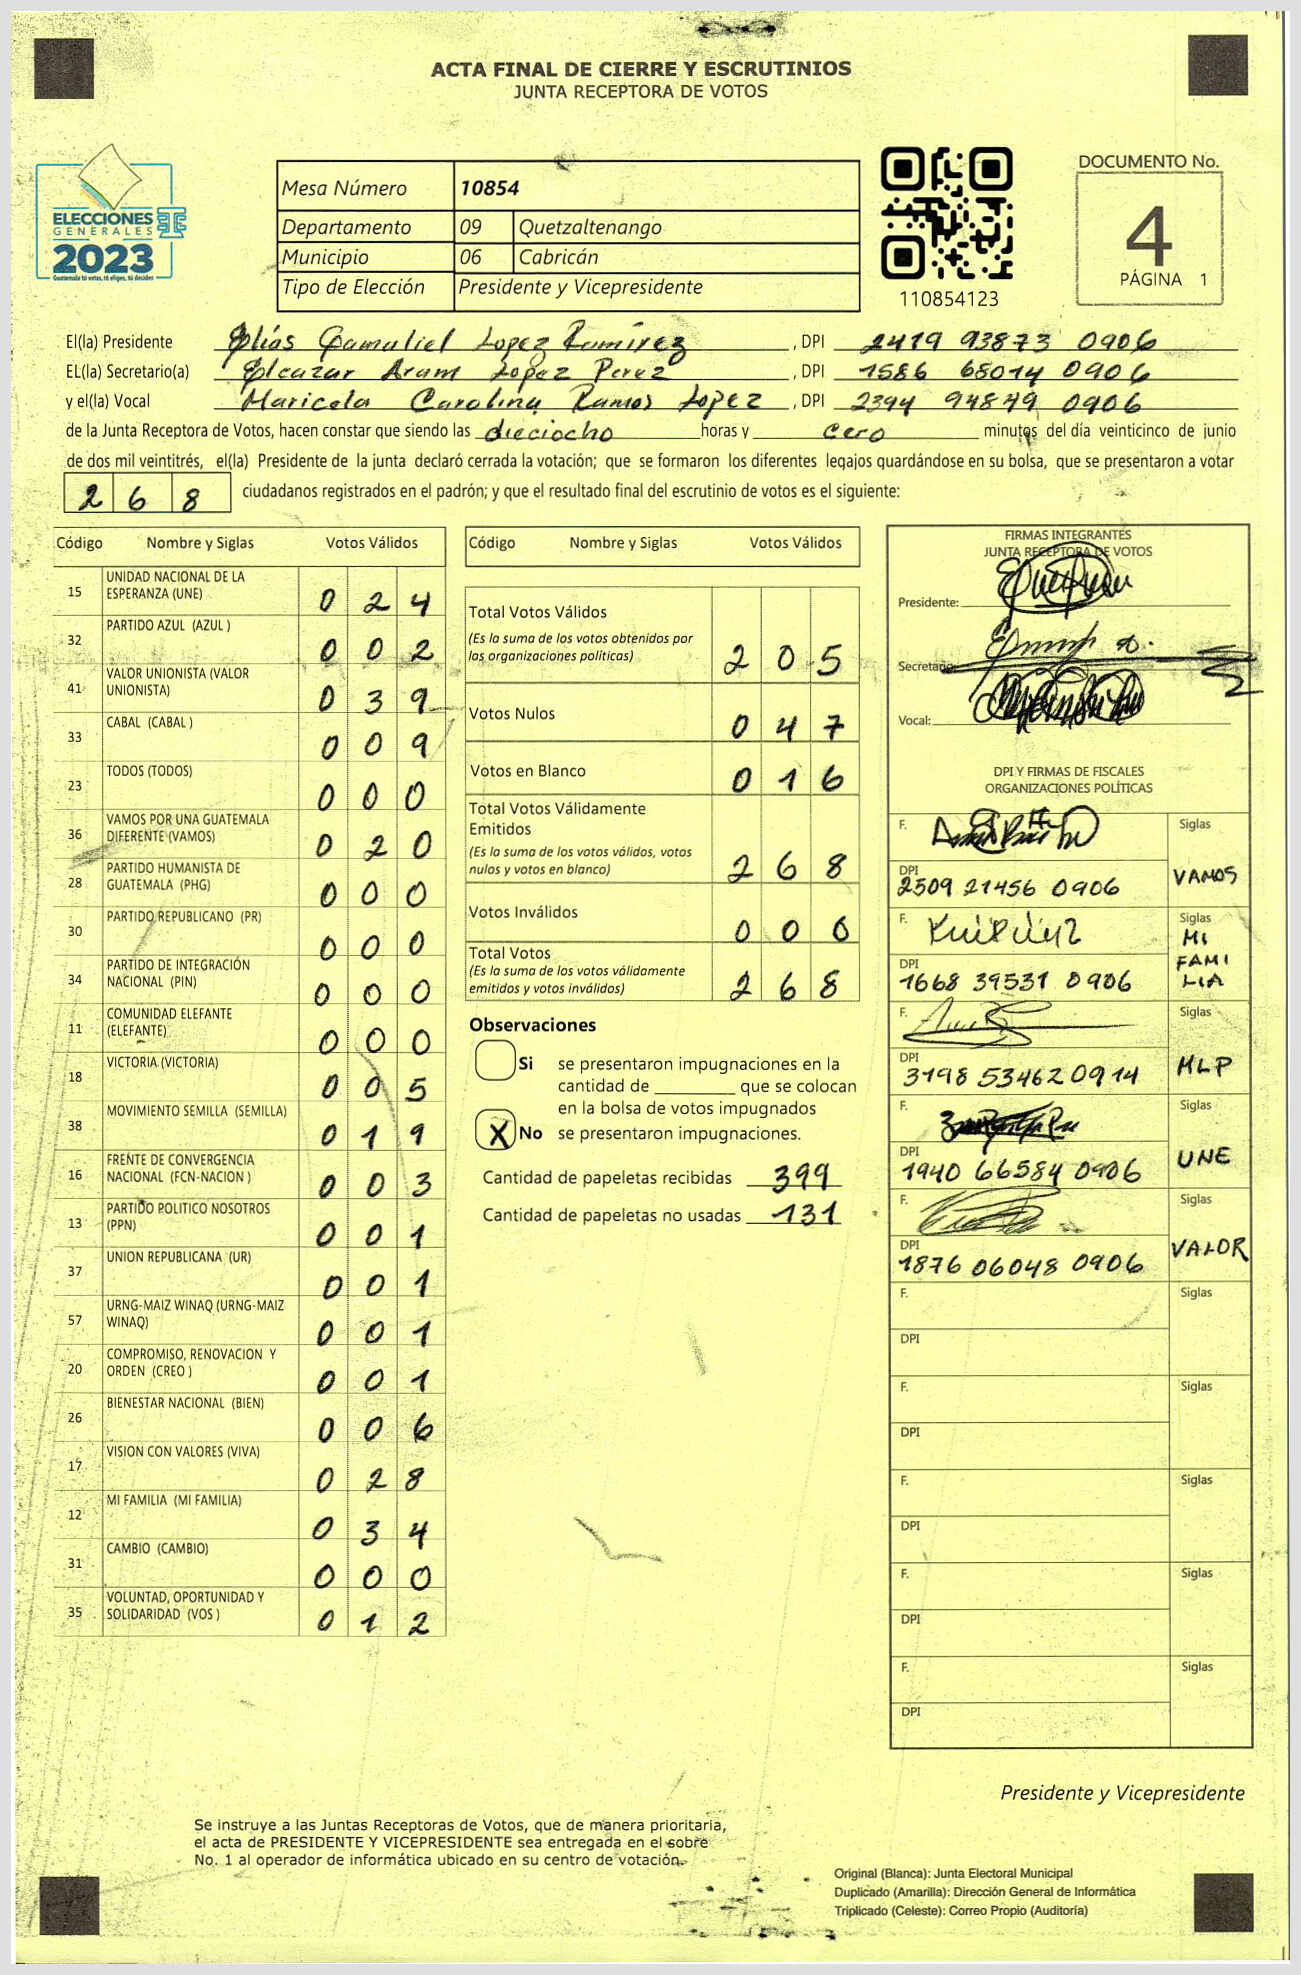 ACTA FINAL DE CIERRE Y ESCRUTINIOS
JUNTA RECEPTORA DE VOTOS
ELECCIONES
GENERALES
2023
Guatemala tú votas, tú eliges, tú decides
Mesa Número 10854
Departamento 09 Quetzaltenango
Municipio 06 Cabricán
Tipo de Elección Presidente y Vicepresidente
110854123
DOCUMENTO No.
4
PÁGINA 1
El(la) Presidente Elías Gamaliel Lopez Ramírez, DPI 2419 93873 0906
EL(la) Secretario(a) Eleazar Aram Lopez Perez, DPI 1586 68014 0906
y el(la) Vocal Maricela Carolina Ramos Lopez, DPI 2394 94849 0906
de la Junta Receptora de Votos, hacen constar que siendo las dieciocho horas y cero minutos del día veinticinco de junio
de dos mil veintitrés, el(la) Presidente de la junta declaró cerrada la votación; que se formaron los diferentes legajos quardándose en su bolsa, que se presentaron a votar
268 ciudadanos registrados en el padrón; y que el resultado final del escrutinio de votos es el siguiente:
Código Nombre y Siglas Votos Válidos
15 UNIDAD NACIONAL DE LA
ESPERANZA (UNE) 0 2 4
32 PARTIDO AZUL (AZUL ) 0 0 2
41 VALOR UNIONISTA (VALOR
UNIONISTA) 0 3 9
33 CABAL (CABAL ) 0 0 9
23 TODOS (TODOS) 0 0 0
36 VAMOS POR UNA GUATEMALA
DIFERENTE (VAMOS) 0 2 0
28 PARTIDO HUMANISTA DE
GUATEMALA (PHG) 0 0 0
30 PARTIDO REPUBLICANO (PR) 0 0 0
34 PARTIDO DE INTEGRACIÓN
NACIONAL (PIN) 0 0 0
11 COMUNIDAD ELEFANTE
(ELEFANTE) 0 0 0
18 VICTORIA (VICTORIA) 0 0 5
38 MOVIMIENTO SEMILLA (SEMILLA) 0 1 9
16 FRENTE DE CONVERGENCIA
NACIONAL (FCN-NACION ) 0 0 3
13 PARTIDO POLITICO NOSOTROS
(PPN) 0 0 1
37 UNION REPUBLICANA (UR) 0 0 1
57 URNG-MAIZ WINAQ (URNG-MAIZ
WINAQ) 0 0 1
20 COMPROMISO, RENOVACION Y
ORDEN (CREO ) 0 0 1
26 BIENESTAR NACIONAL (BIEN) 0 0 6
17 VISION CON VALORES (VIVA) 0 2 8
12 MI FAMILIA (MI FAMILIA) 0 3 4
31 CAMBIO (CAMBIO) 0 0 0
35 VOLUNTAD, OPORTUNIDAD Y
SOLIDARIDAD (VOS ) 0 1 2
Código Nombre y Siglas Votos Válidos
Total Votos Válidos
(Es la suma de los votos obtenidos por
las organizaciones políticas) 2 0 5
Votos Nulos 0 4 7
Votos en Blanco 0 1 6
Total Votos Válidamente
Emitidos
(Es la suma de los votos válidos, votos
nulos y votos en blanco) 2 6 8
Votos Inválidos 0 0 0
Total Votos
(Es la suma de los votos válidamente
emitidos y votos inválidos) 2 6 8
Observaciones
Si se presentaron impugnaciones en la
cantidad de ________ que se colocan
en la bolsa de votos impugnados
X No se presentaron impugnaciones.
Cantidad de papeletas recibidas 399
Cantidad de papeletas no usadas 131
FIRMAS INTEGRANTES
JUNTA RECEPTORA DE VOTOS
Presidente:
Secretario:
Vocal:
DPI Y FIRMAS DE FISCALES
ORGANIZACIONES POLÍTICAS
F. Siglas
DPI
2509 21456 0906 VAMOS
F. Siglas
MI
FAMI
LIA
DPI
1668 39531 0906
F. Siglas
DPI
3198 53462 0914 MLP
F. Siglas
DPI
1940 66584 0906 UNE
F. Siglas
DPI
1876 06048 0906 VALOR
F. Siglas
DPI
F. Siglas
DPI
F. Siglas
DPI
F. Siglas
DPI
F. Siglas
DPI
Presidente y Vicepresidente
Se instruye a las Juntas Receptoras de Votos, que de manera prioritaria,
el acta de PRESIDENTE Y VICEPRESIDENTE sea entregada en el sobre
No. 1 al operador de informática ubicado en su centro de votación.
Original (Blanca): Junta Electoral Municipal
Duplicado (Amarilla): Dirección General de Informática
Triplicado (Celeste): Correo Propio (Auditoría)